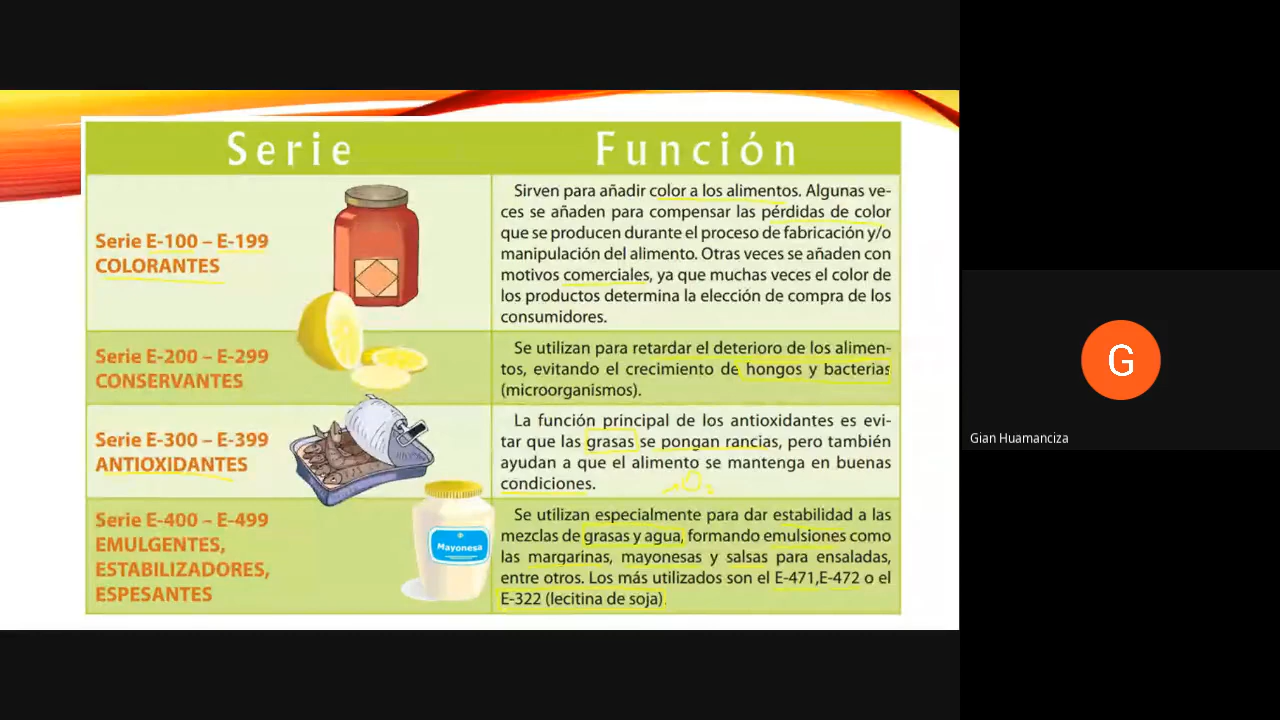 Serie Función
Serie E-100 – E-199
COLORANTES
Sirven para añadir color a los alimentos. Algunas ve-
ces se añaden para compensar las pérdidas de color
que se producen durante el proceso de fabricación y/o
manipulación del alimento. Otras veces se añaden con
motivos comerciales, ya que muchas veces el color de
los productos determina la elección de compra de los
consumidores.
Serie E-200 – E-299
CONSERVANTES
Se utilizan para retardar el deterioro de los alimen-
tos, evitando el crecimiento de hongos y bacterias
(microorganismos).
Serie E-300 – E-399
ANTIOXIDANTES
La función principal de los antioxidantes es evi-
tar que las grasas se pongan rancias, pero también
ayudan a que el alimento se mantenga en buenas
condiciones.
Serie E-400 – E-499
EMULGENTES,
ESTABILIZADORES,
ESPESANTES
Mayonesa
Se utilizan especialmente para dar estabilidad a las
mezclas de grasas y agua, formando emulsiones como
las margarinas, mayonesas y salsas para ensaladas,
entre otros. Los más utilizados son el E-471,E-472 o el
E-322 (lecitina de soja)
G
Gian Huamanciza